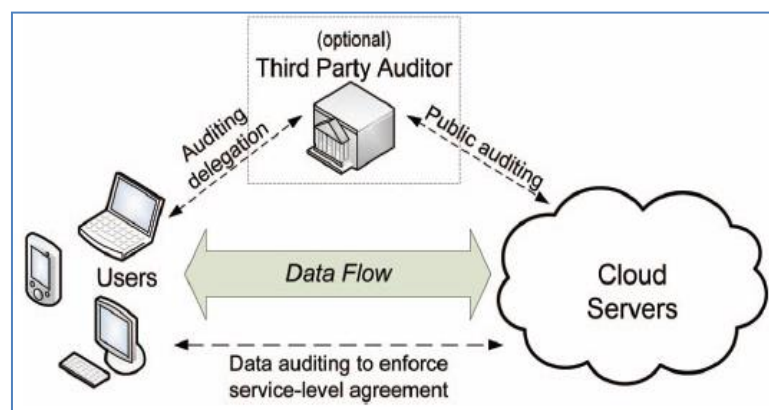 (optional)
Third Party Auditor
Auditing
delegation
Public auditing
Users
Data Flow
Cloud
Servers
Data auditing to enforce
service-level agreement